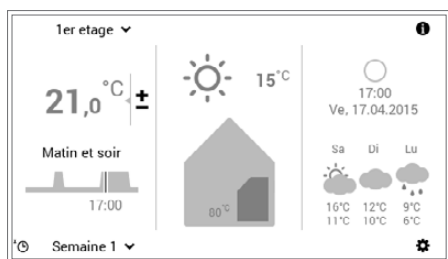 1er etage
21,0 °C ±
Matin et soir
17:00
Semaine 1
15°C
80°C
17:00
Ve, 17.04.2015
Sa Di Lu
16°C 12°C 9°C
11°C 10°C 6°C